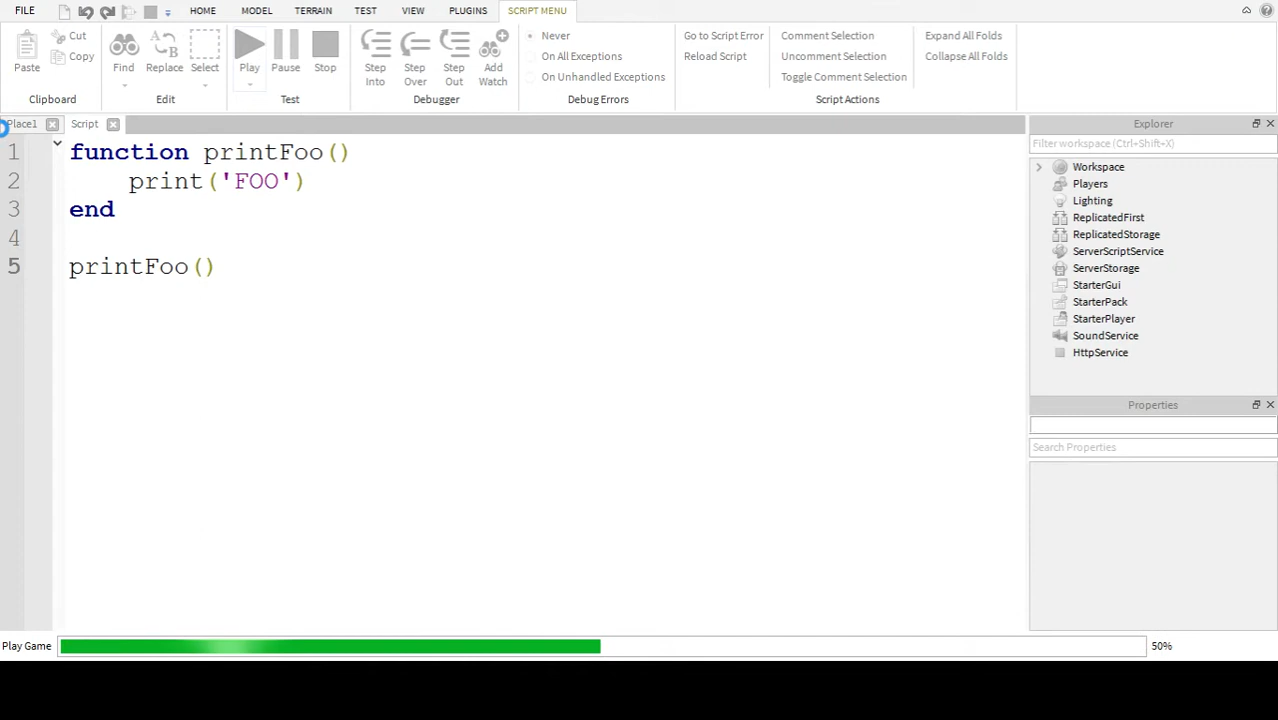 FILE HOME MODEL TERRAIN TEST VIEW PLUGINS SCRIPT MENU
Paste
Cut
Copy
Clipboard
Find
Replace
Select
Edit
Play
Pause
Stop
Test
Step Into
Step Over
Step Out
Add Watch
Debugger
Never
On All Exceptions
On Unhandled Exceptions
Debug Errors
Go to Script Error
Reload Script
Comment Selection
Uncomment Selection
Toggle Comment Selection
Script Actions
Expand All Folds
Collapse All Folds
Place1 Script
1 function printFoo()
2 print('FOO')
3 end
4
5 printFoo()
Explorer
Filter workspace (Ctrl+Shift+X)
Workspace
Players
Lighting
ReplicatedFirst
ReplicatedStorage
ServerScriptService
ServerStorage
StarterGui
StarterPack
StarterPlayer
SoundService
HttpService
Properties
Search Properties
Play Game 50%